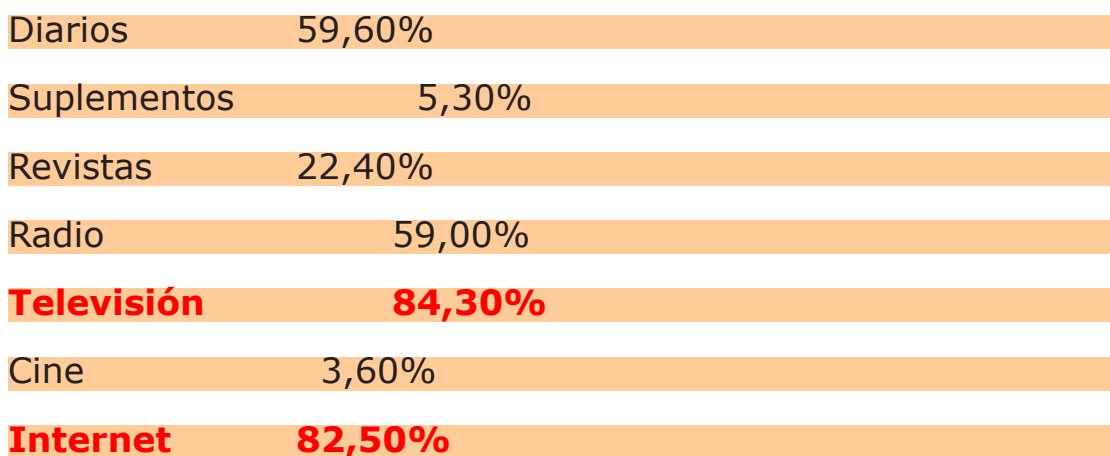 Diarios 59,60%
Suplementos 5,30%
Revistas 22,40%
Radio 59,00%
Televisión 84,30%
Cine 3,60%
Internet 82,50%